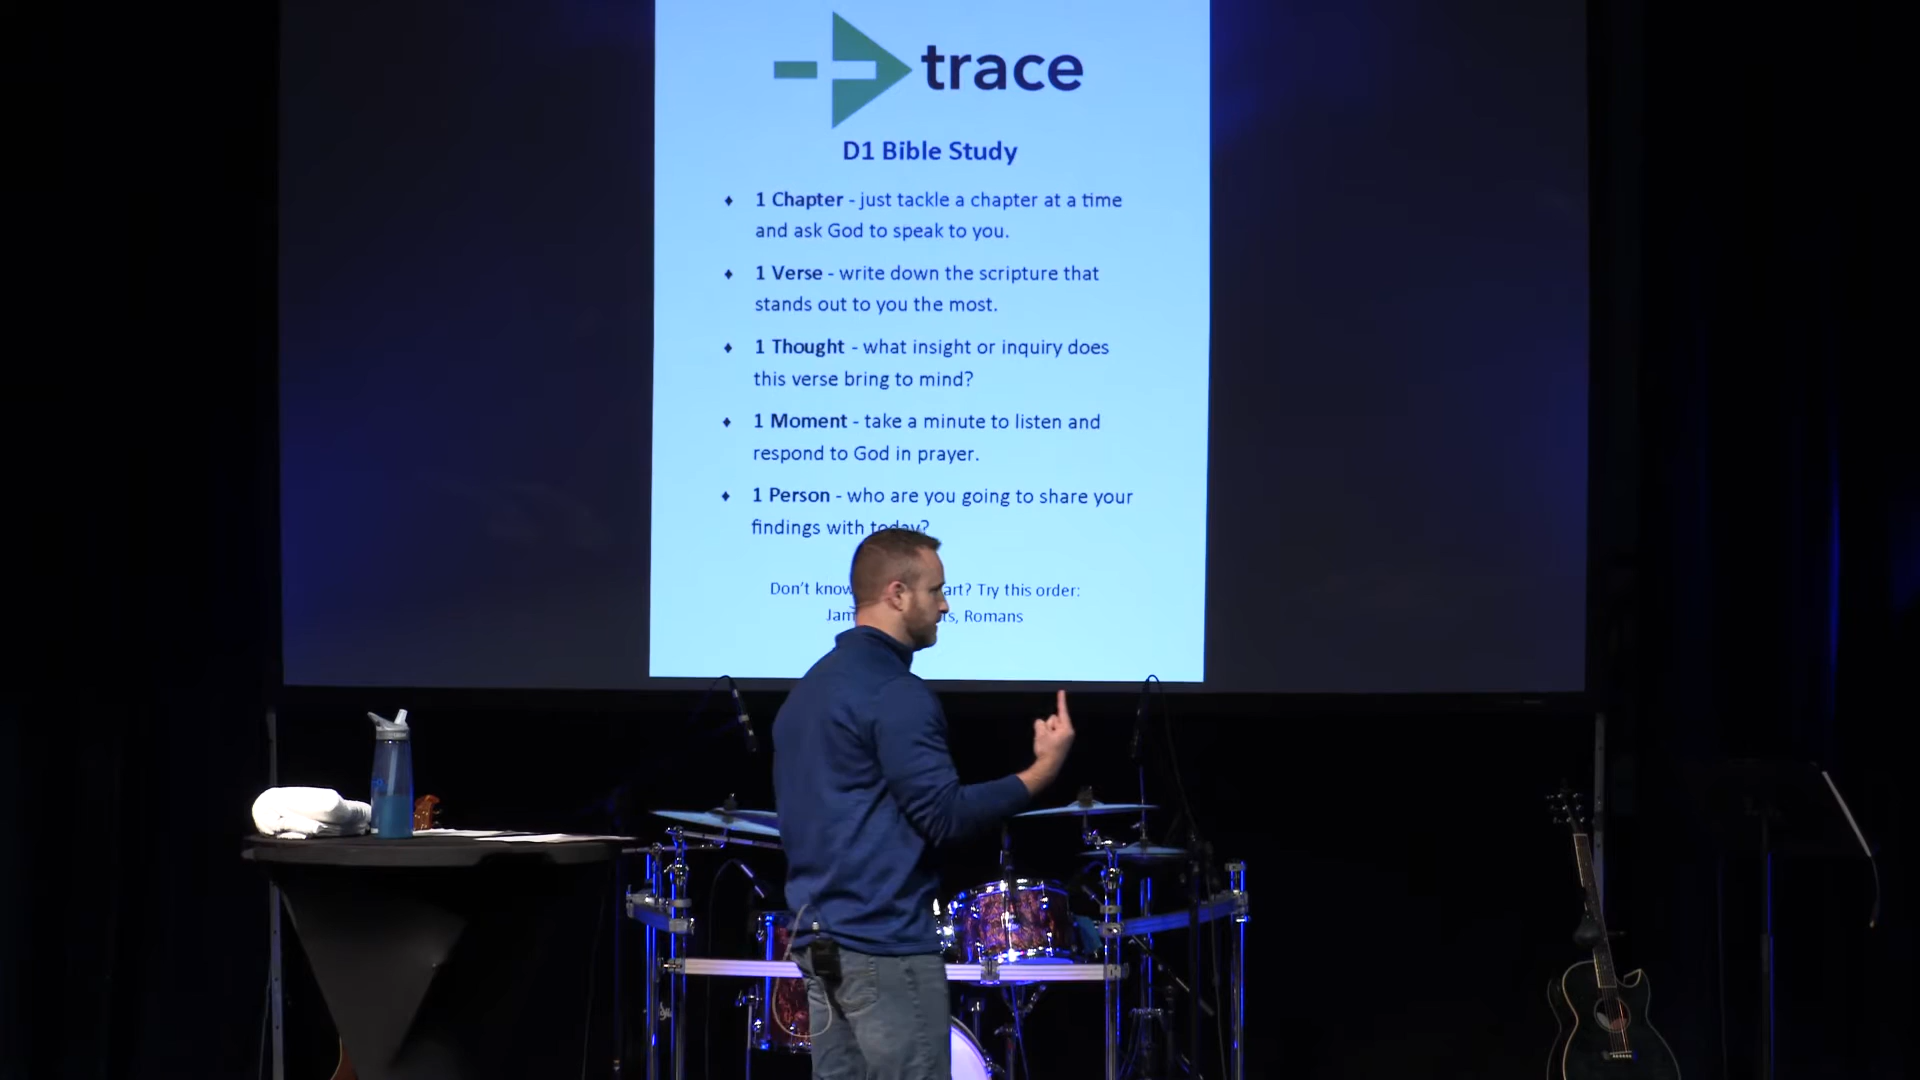 trace
D1 Bible Study
♦ 1 Chapter - just tackle a chapter at a time
and ask God to speak to you.
♦ 1 Verse - write down the scripture that
stands out to you the most.
♦ 1 Thought - what insight or inquiry does
this verse bring to mind?
♦ 1 Moment - take a minute to listen and
respond to God in prayer.
♦ 1 Person - who are you going to share your
findings with today?
Don't know Try this order:
Romans